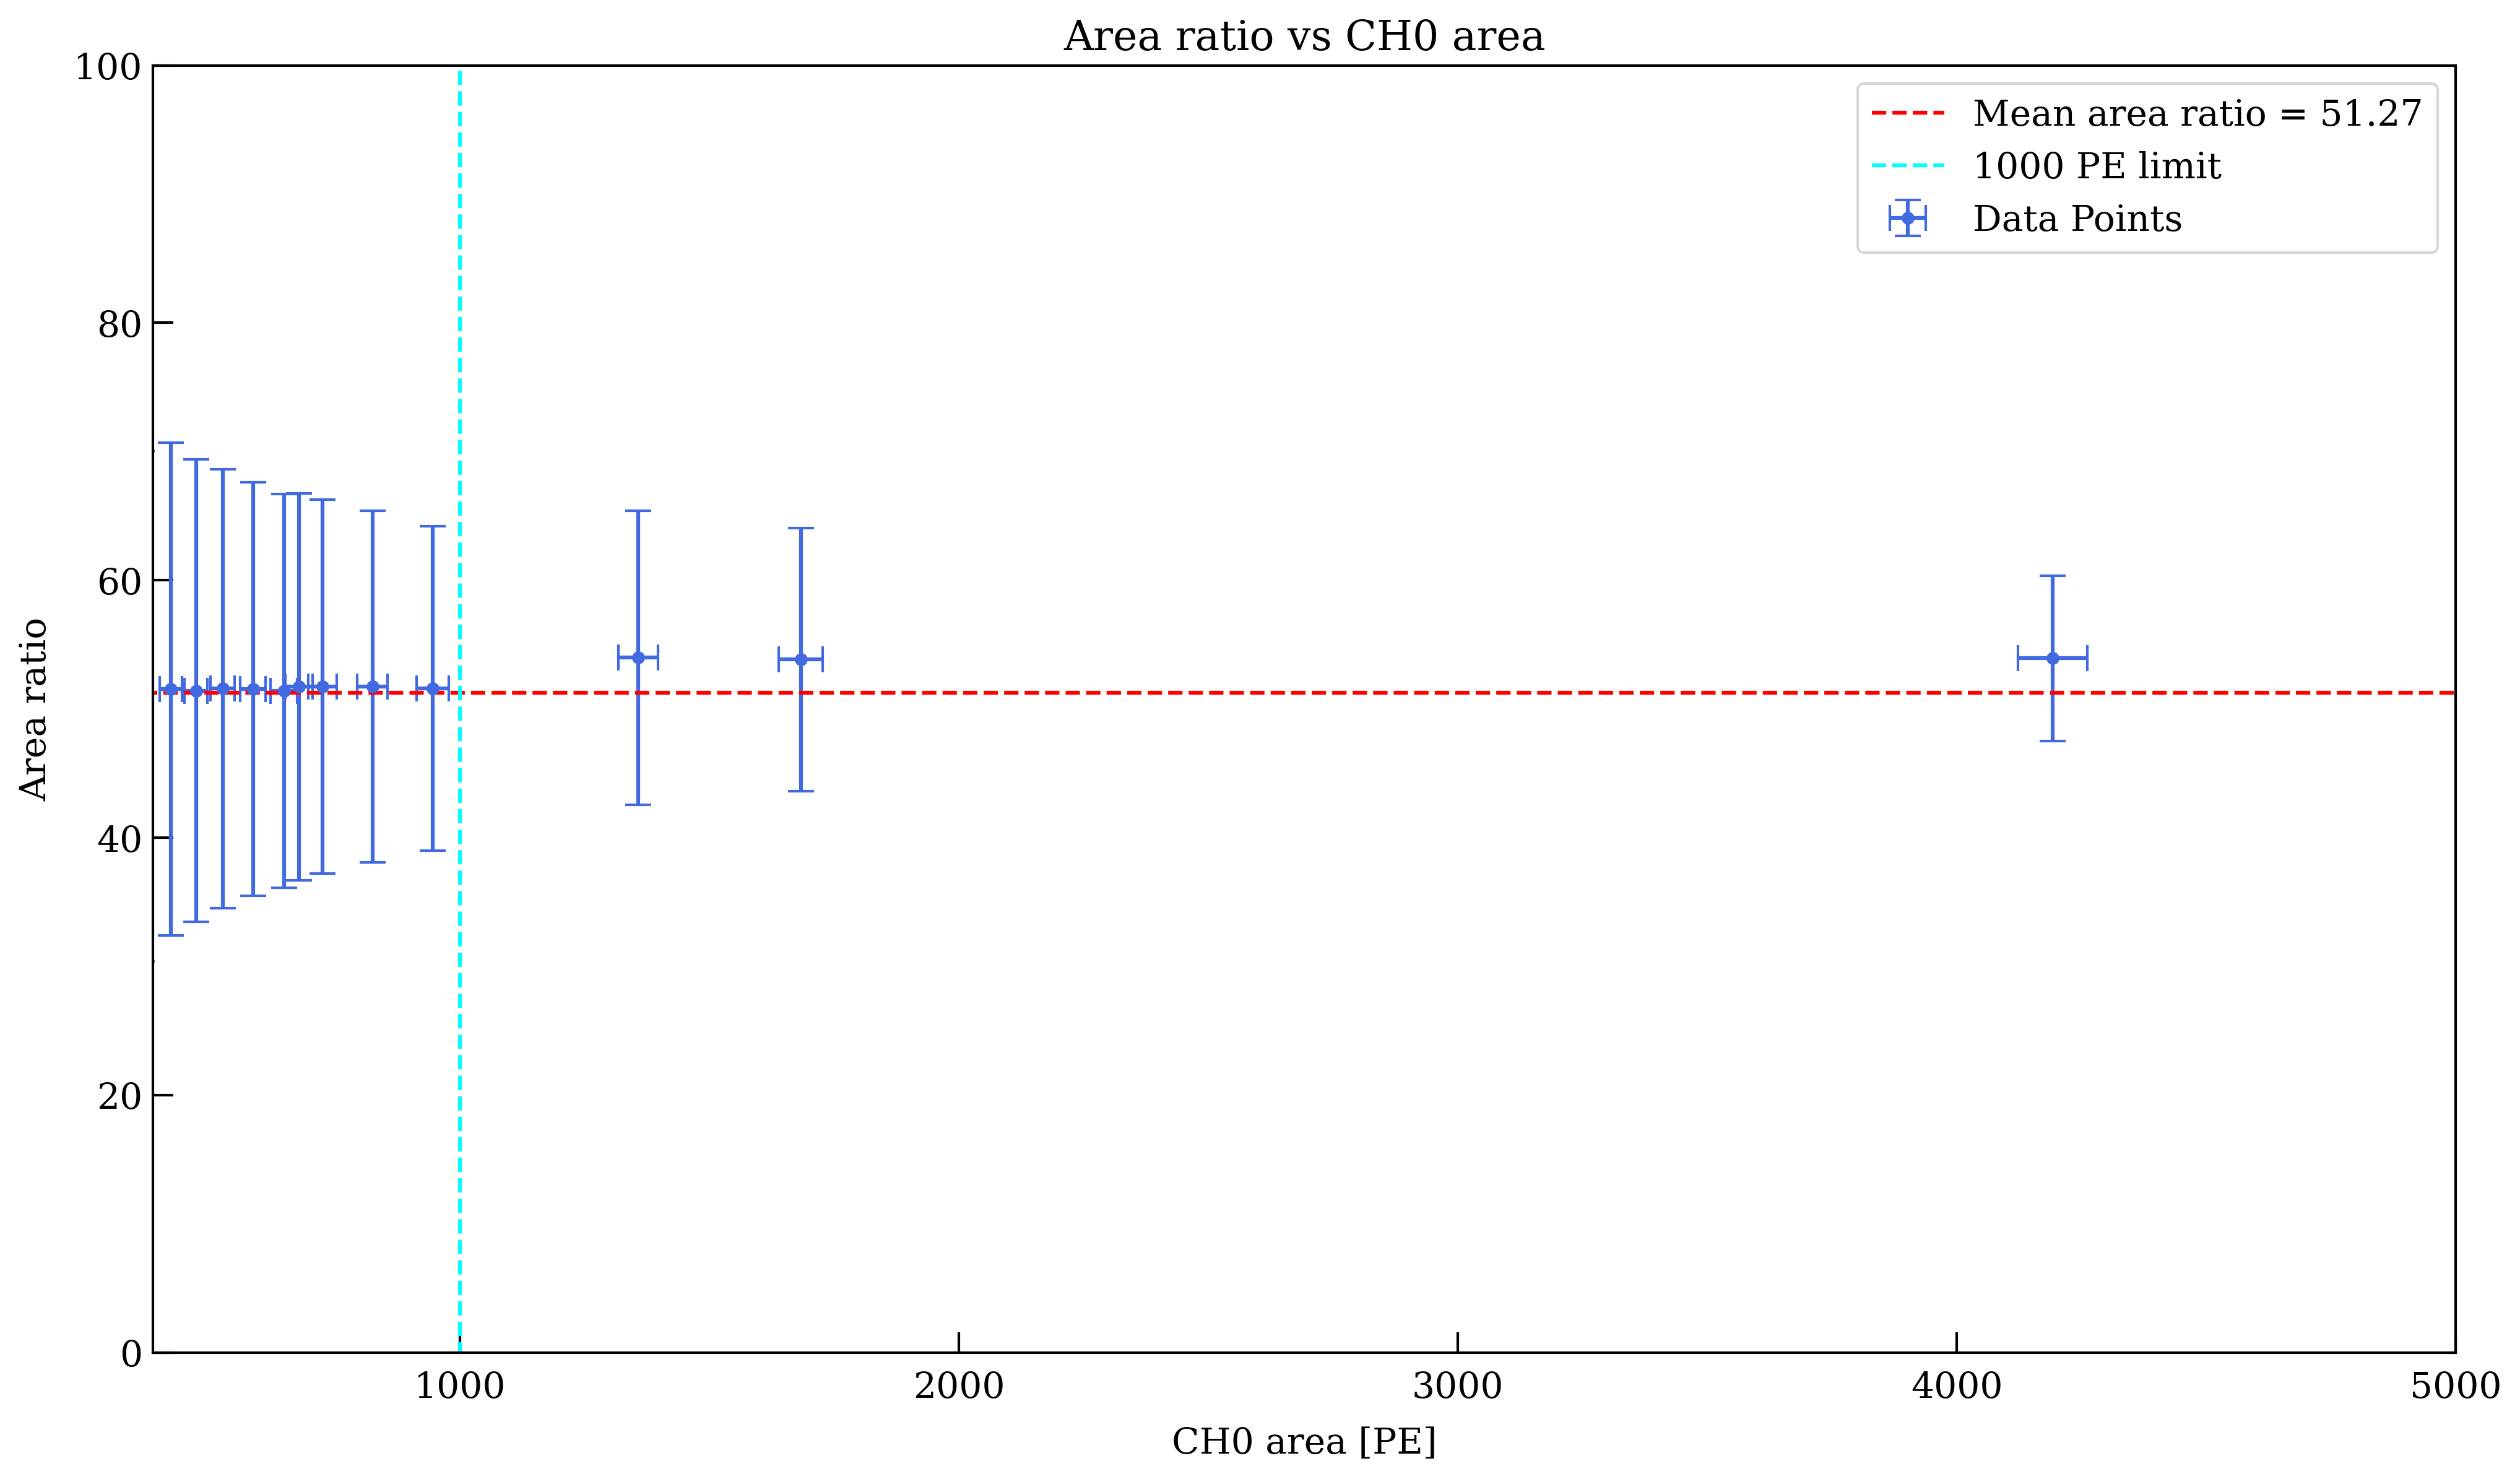 Area ratio vs CH0 area
100
80
60
40
20
0
Area ratio
Mean area ratio = 51.27
1000 PE limit
Data Points
1000 2000 3000 4000 5000
CH0 area [PE]